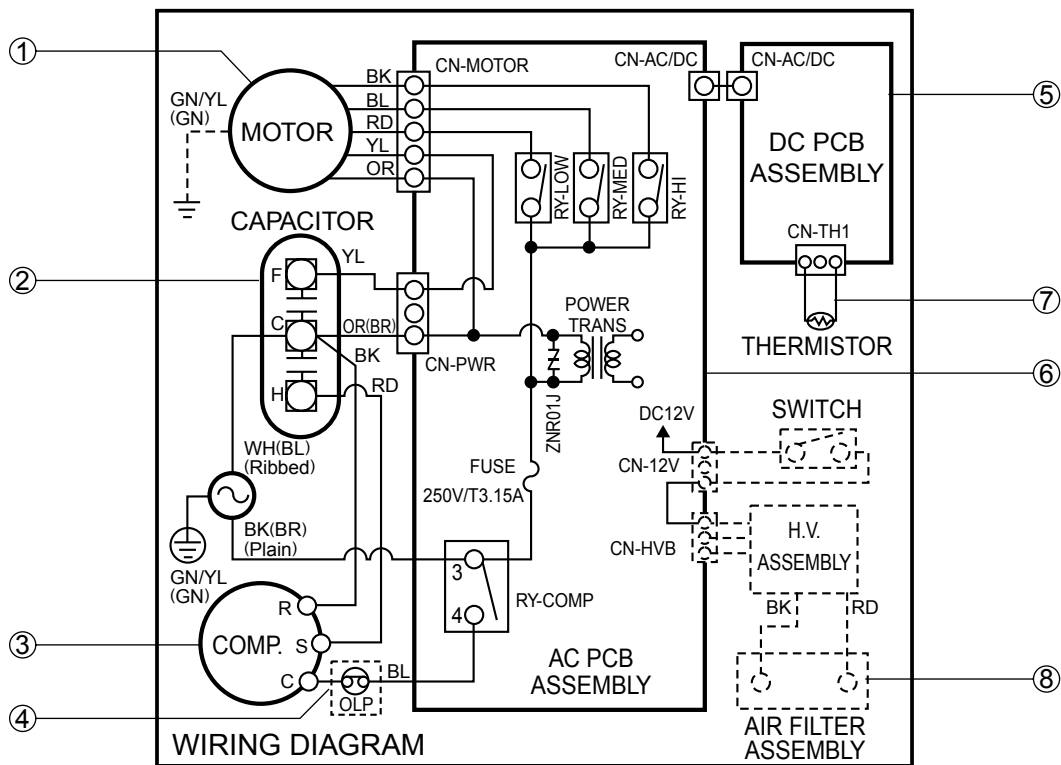 1
GN/YL
(GN)
MOTOR
BK
BL
RD
YL
OR
CN-MOTOR
CN-AC/DC
CN-AC/DC
5
DC PCB
ASSEMBLY
RY-LOW
RY-MED
RY-HI
CN-TH1
CAPACITOR
2
F
YL
C
OR(BR)
BK
H
RD
CN-PWR
POWER
TRANS
ZNR01J
7
THERMISTOR
6
SWITCH
DC12V
CN-12V
WH(BL)
(Ribbed)
FUSE
250V/T3.15A
BK(BR)
(Plain)
GN/YL
(GN)
CN-HVB
H.V.
ASSEMBLY
BK
RD
3
4
RY-COMP
3
COMP.
R
S
C
4
OLP
BL
AC PCB
ASSEMBLY
8
AIR FILTER
ASSEMBLY
WIRING DIAGRAM